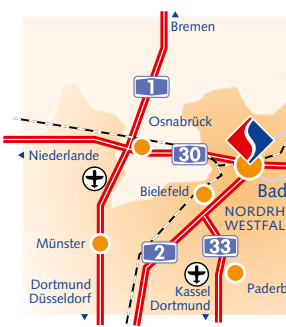 Bremen
1
Osnabrück
30
Niederlande
Bielefeld
Bad
NORDRH
WESTFAL
Münster
2
33
Dortmund
Düsseldorf
Kassel
Dortmund
Paderb